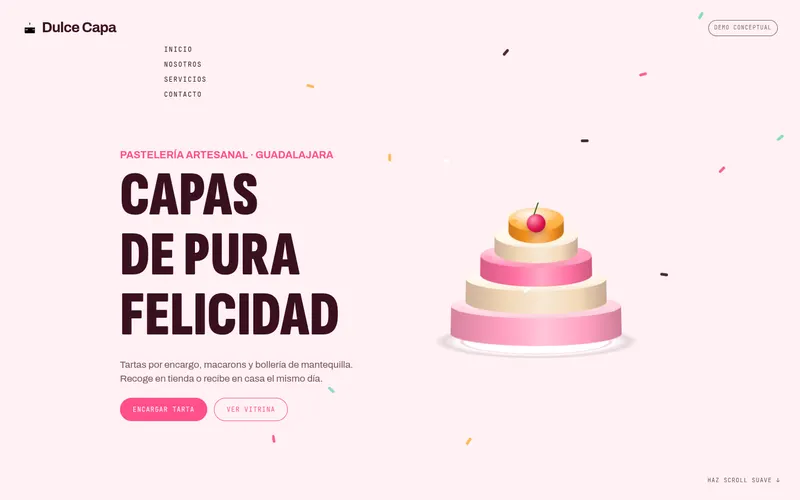 Dulce Capa
DEMO CONCEPTUAL
INICIO
NOSOTROS
SERVICIOS
CONTACTO
PASTELERÍA ARTESANAL · GUADALAJARA
CAPAS
DE PURA
FELICIDAD
Tartas por encargo, macarons y bollería de mantequilla.
Recoge en tienda o recibe en casa el mismo día.
ENCARGAR TARTA
VER VITRINA
HAZ SCROLL SUAVE ↓